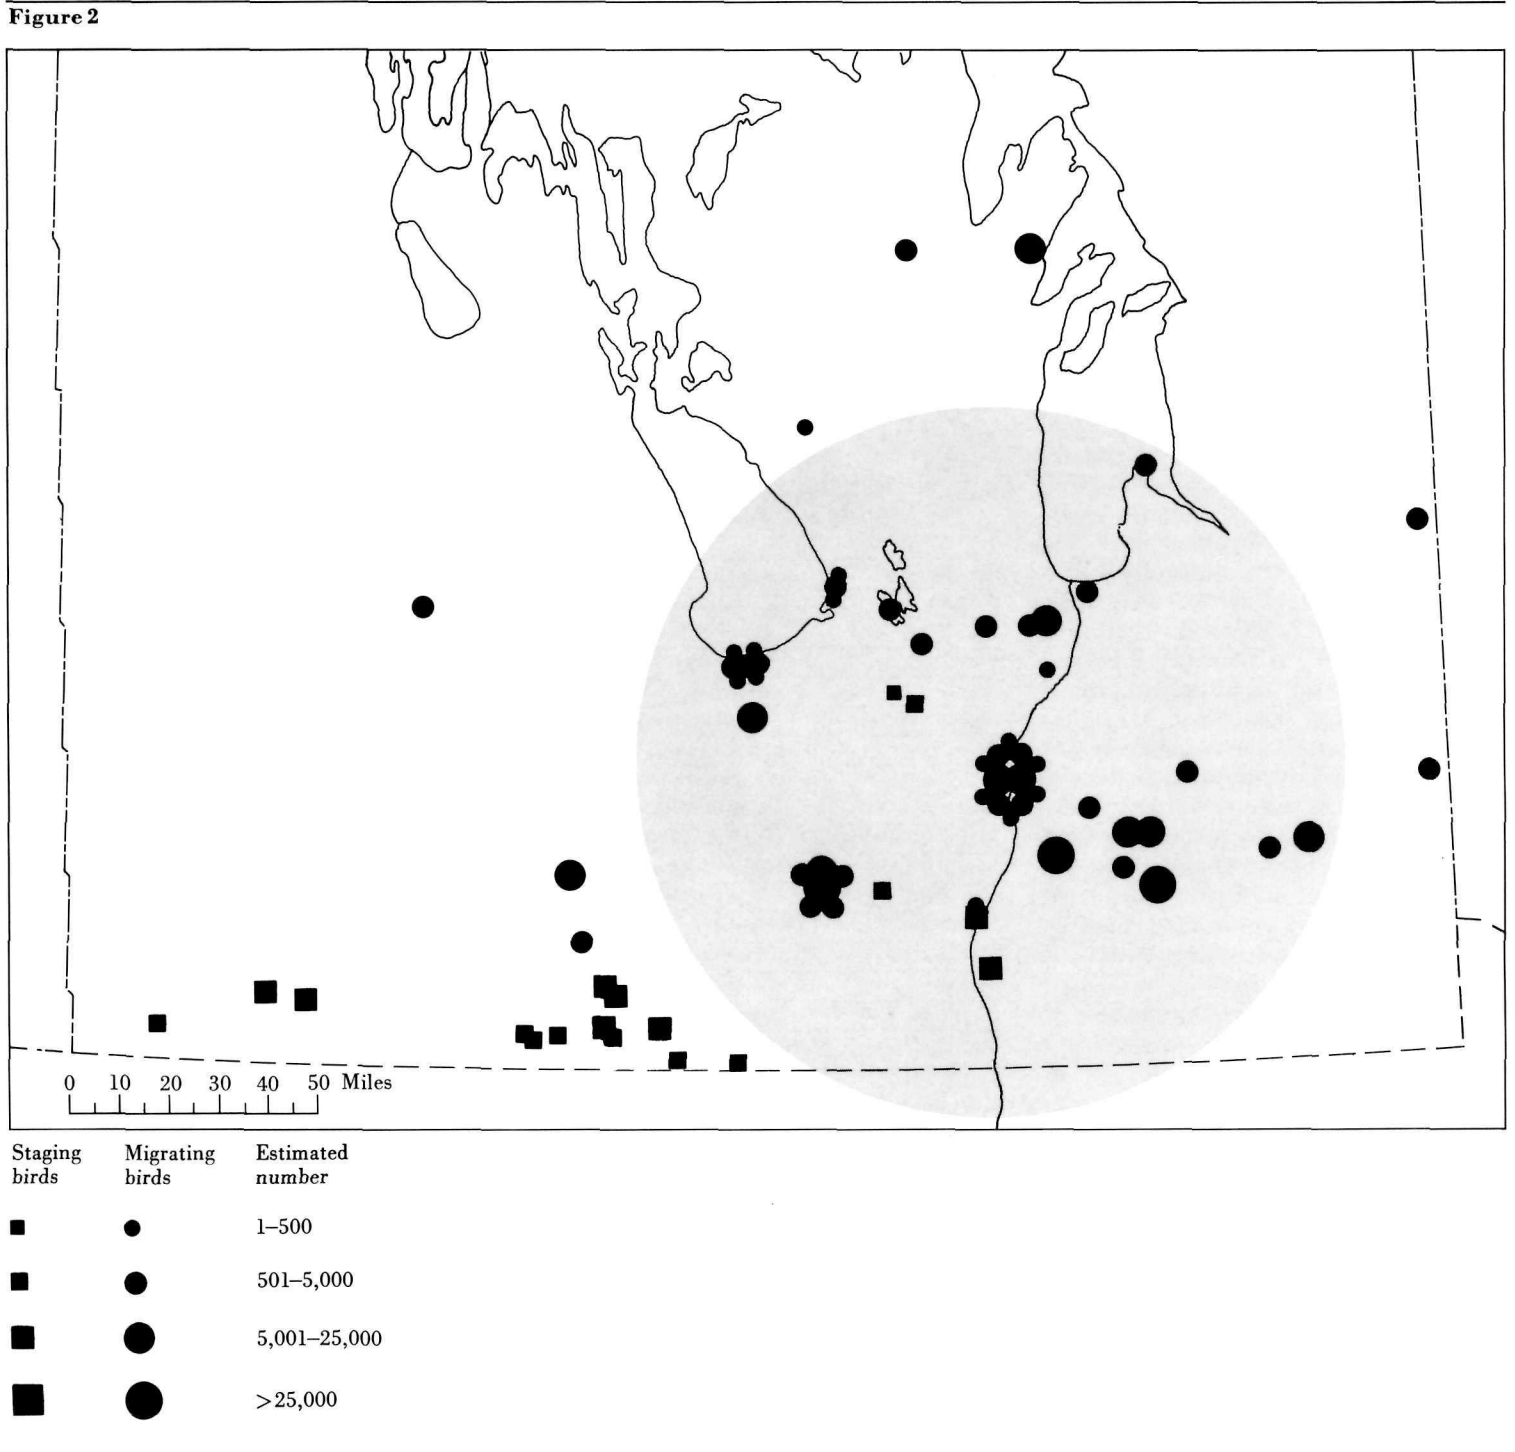 Figure 2
0 10 20 30 40 50 Miles
Staging birds
Migrating birds
Estimated number
1–500
501–5,000
5,001–25,000
>25,000